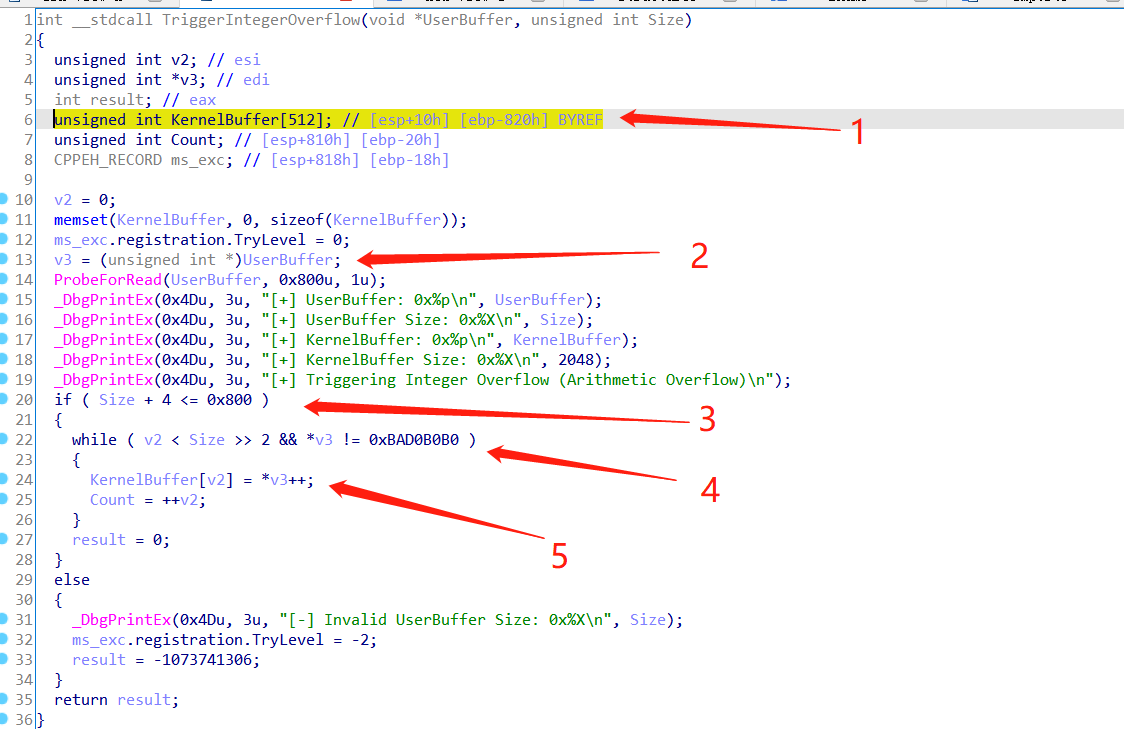 1 int __stdcall TriggerIntegerOverflow(void *UserBuffer, unsigned int Size)
2 {
3 unsigned int v2; // esi
4 unsigned int *v3; // edi
5 int result; // eax
6 unsigned int KernelBuffer[512]; // [esp+10h] [ebp-820h] BYREF
1
7 unsigned int Count; // [esp+810h] [ebp-20h]
8 CPPEH_RECORD ms_exc; // [esp+818h] [ebp-18h]
9
10 v2 = 0;
11 memset(KernelBuffer, 0, sizeof(KernelBuffer));
12 ms_exc.registration.TryLevel = 0;
13 v3 = (unsigned int *)UserBuffer;
2
14 ProbeForRead(UserBuffer, 0x800u, 1u);
15 _DbgPrintEx(0x4Du, 3u, "[+] UserBuffer: 0x%p\n", UserBuffer);
16 _DbgPrintEx(0x4Du, 3u, "[+] UserBuffer Size: 0x%X\n", Size);
17 _DbgPrintEx(0x4Du, 3u, "[+] KernelBuffer: 0x%p\n", KernelBuffer);
18 _DbgPrintEx(0x4Du, 3u, "[+] KernelBuffer Size: 0x%X\n", 2048);
19 _DbgPrintEx(0x4Du, 3u, "[+] Triggering Integer Overflow (Arithmetic Overflow)\n");
20 if ( Size + 4 <= 0x800 )
3
21 {
22 while ( v2 < Size >> 2 && *v3 != 0xBAD0B0B0 )
23 {
4
24 KernelBuffer[v2] = *v3++;
25 Count = ++v2;
5
26 }
27 result = 0;
28 }
29 else
30 {
31 _DbgPrintEx(0x4Du, 3u, "[-] Invalid UserBuffer Size: 0x%X\n", Size);
32 ms_exc.registration.TryLevel = -2;
33 result = -1073741306;
34 }
35 return result;
36 }